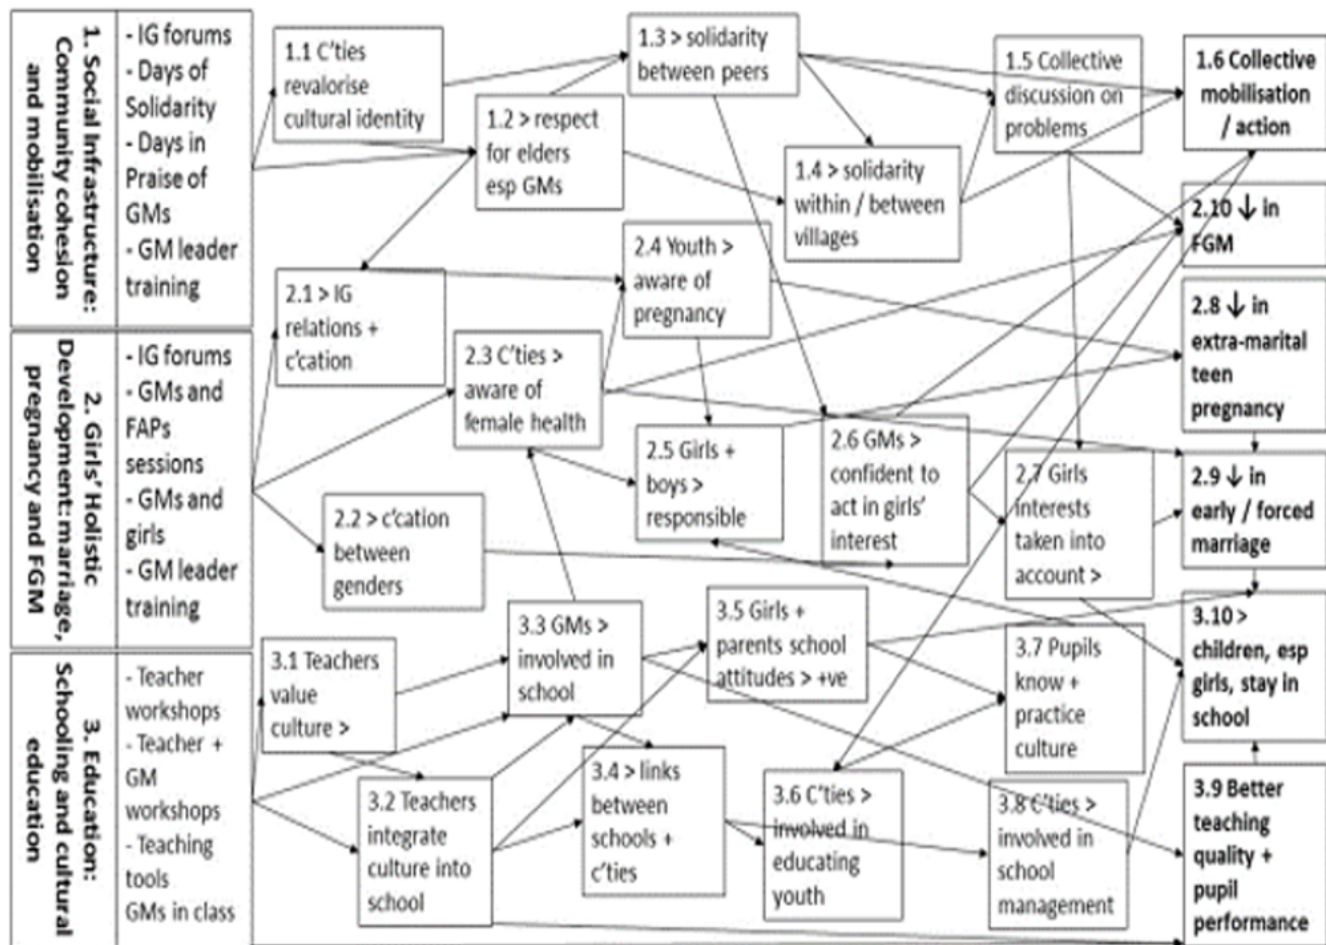 1. Social Infrastructure:
Community cohesion
and mobilisation
- IG forums
- Days of
Solidarity
- Days in
Praise of
GMs
- GM leader
training
1.1 C'ties
revalorise
cultural identity
1.2 > respect
for elders
esp GMs
1.3 > solidarity
between peers
1.4 > solidarity
within / between
villages
1.5 Collective
discussion on
problems
1.6 Collective
mobilisation
/ action
2. Girls' Holistic
Development: marriage,
pregnancy and FGM
- IG forums
- GMs and
FAPs
sessions
- GMs and
girls
- GM leader
training
2.1 > IG
relations +
c'cation
2.2 > c'cation
between
genders
2.3 C'ties >
aware of
female health
2.4 Youth >
aware of
pregnancy
2.5 Girls +
boys >
responsible
2.6 GMs >
confident to
act in girls'
interest
2.7 Girls
interests
taken into
account >
2.10 ↓ in
FGM
2.8 ↓ in
extra-marital
teen
pregnancy
2.9 ↓ in
early / forced
marriage
3. Education:
Schooling and cultural
education
- Teacher
workshops
- Teacher +
GM
workshops
- Teaching
tools
GMs in class
3.1 Teachers
value
culture >
3.2 Teachers
integrate
culture into
school
3.3 GMs >
involved in
school
3.4 > links
between
schools +
c'ties
3.5 Girls +
parents school
attitudes > +ve
3.6 C'ties >
involved in
educating
youth
3.7 Pupils
know +
practice
culture
3.8 C'ties >
involved in
school
management
3.10 >
children, esp
girls, stay in
school
3.9 Better
teaching
quality +
pupil
performance